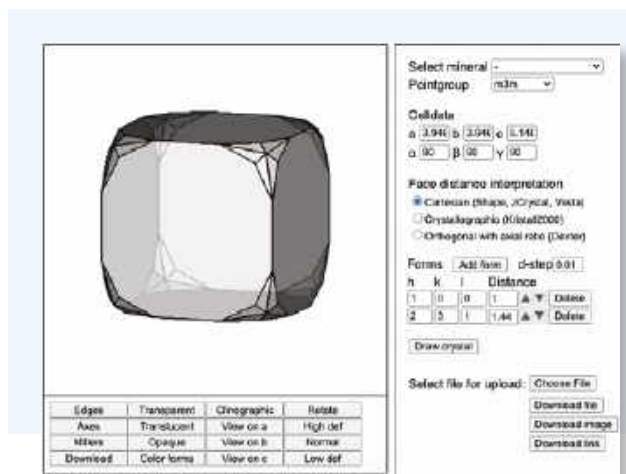 Select mineral -
Pointgroup m3m
Celldata
a 3.946 b 3.946 c 5.146
α 90 β 90 γ 90
Face distance interpretation
Cartesian (Shape, JCrystal, Vesta)
Crystallographic (Kristall2000)
Orthogonal with axial ratio (Dexter)
Forms Add form d-step 0.01
h k l Distance
1 0 0 1 ▲ ▼ Delete
2 3 1 1.44 ▲ ▼ Delete
Draw crystal
Select file for upload: Choose File
Download file
Download image
Download link
Edges Transparent Clinographic Rotate
Axes Translucent View on a High def
Millers Opaque View on b Normal
Download Color forms View on c Low def